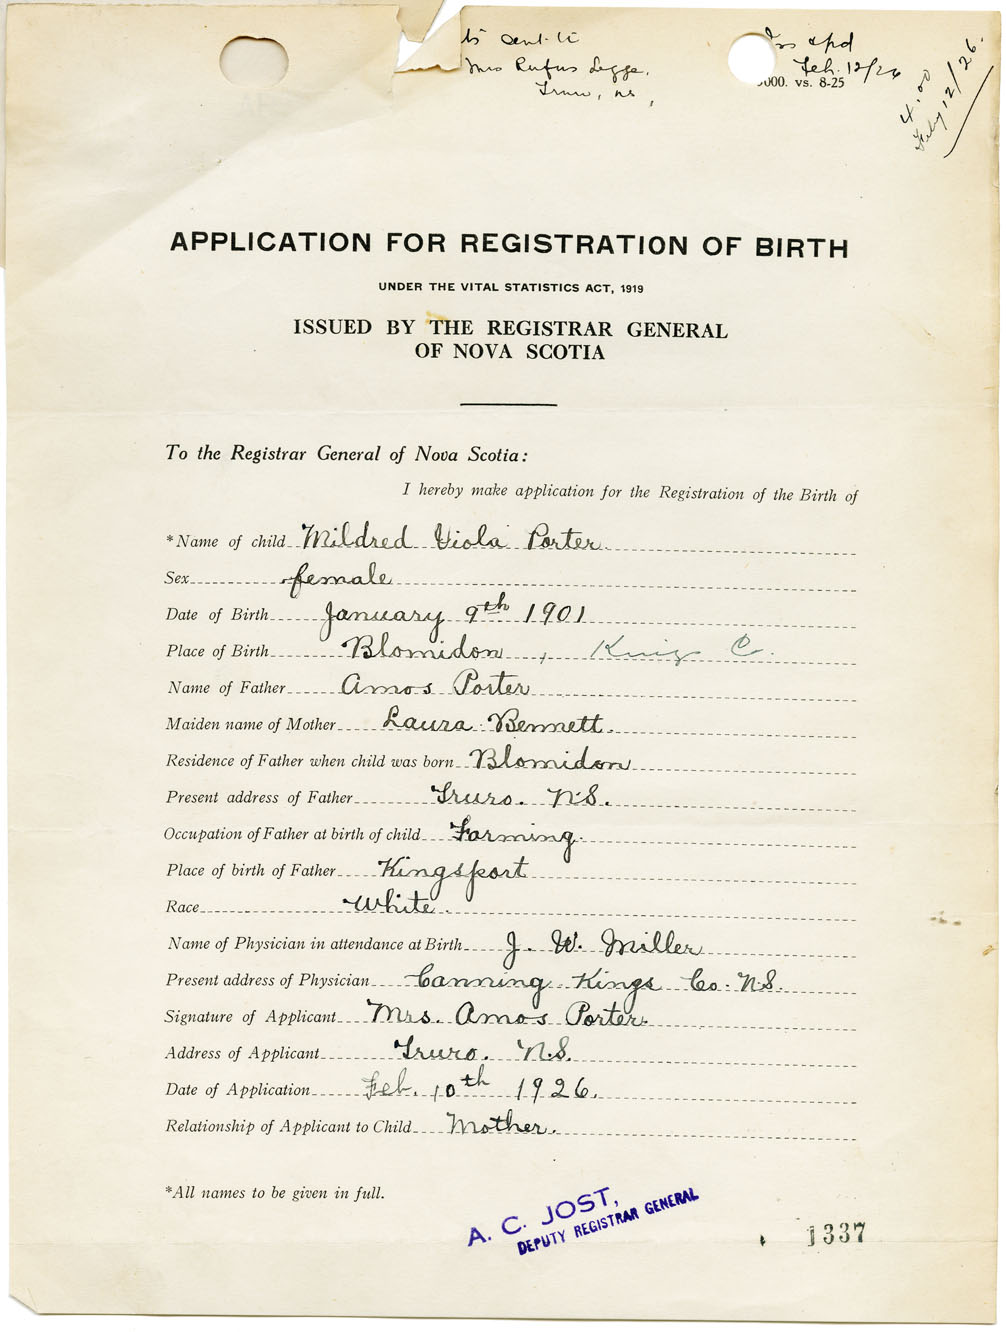 sent to
Mrs Rufus Legge,
Truro, NS,
Feb. 12/26
000. vs. 8-25
4.00
Feby 12/26.
APPLICATION FOR REGISTRATION OF BIRTH
UNDER THE VITAL STATISTICS ACT, 1919
ISSUED BY THE REGISTRAR GENERAL
OF NOVA SCOTIA
To the Registrar General of Nova Scotia:
I hereby make application for the Registration of the Birth of
*Name of child Mildred Viola Porter
Sex female
Date of Birth January 9th 1901
Place of Birth Blomidon, Kings C.
Name of Father Amos Porter
Maiden name of Mother Laura Bennett.
Residence of Father when child was born Blomidon
Present address of Father Truro. N.S.
Occupation of Father at birth of child Farming.
Place of birth of Father Kingsport
Race White.
Name of Physician in attendance at Birth J. W. Miller
Present address of Physician Canning Kings Co. N.S.
Signature of Applicant Mrs. Amos Porter.
Address of Applicant Truro. N.S.
Date of Application Feb. 10th 1926.
Relationship of Applicant to Child Mother.
*All names to be given in full.
A. C. JOST,
DEPUTY REGISTRAR GENERAL
1337